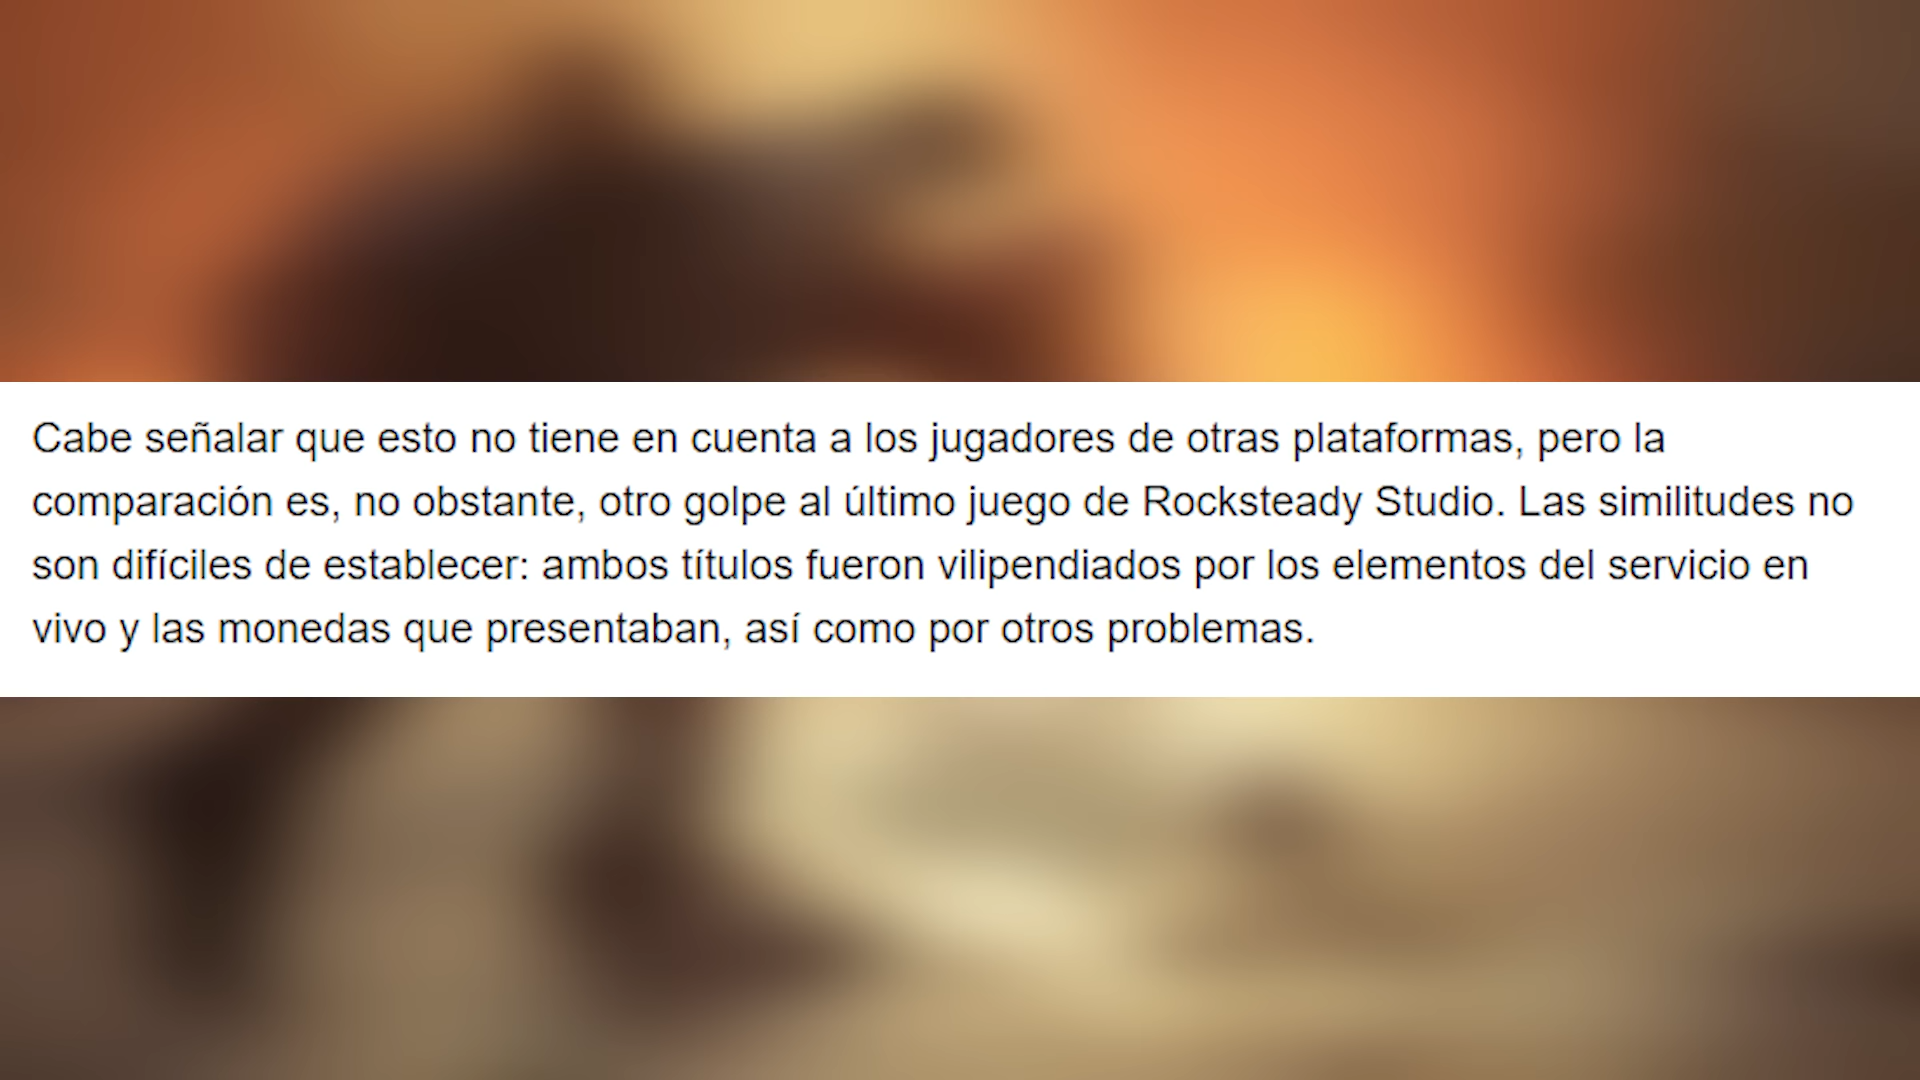 Cabe señalar que esto no tiene en cuenta a los jugadores de otras plataformas, pero la
comparación es, no obstante, otro golpe al último juego de Rocksteady Studio. Las similitudes no
son difíciles de establecer: ambos títulos fueron vilipendiados por los elementos del servicio en
vivo y las monedas que presentaban, así como por otros problemas.